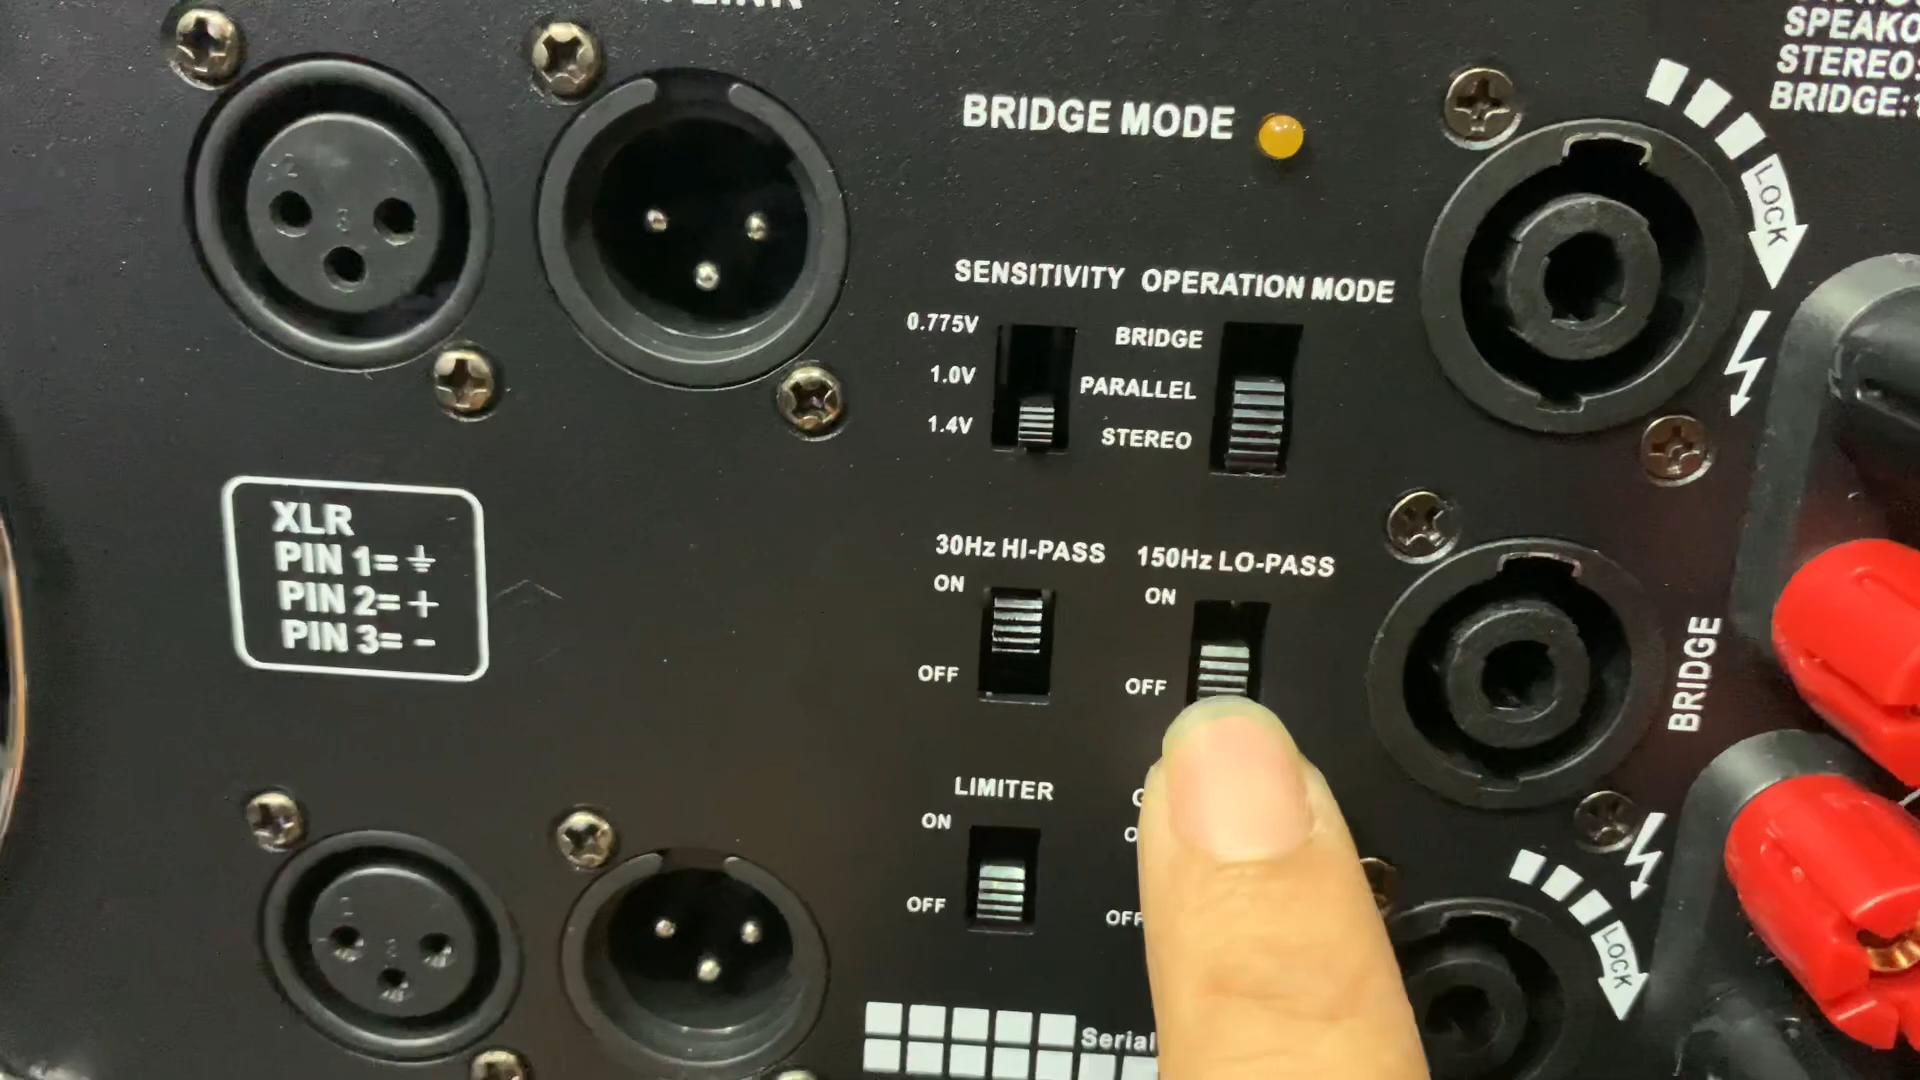 LINK
SPEAKO
STEREO:
BRIDGE:
BRIDGE MODE
LOCK
SENSITIVITY OPERATION MODE
0.775V
1.0V
1.4V
BRIDGE
PARALLEL
STEREO
XLR
PIN 1=⏚
PIN 2=+
PIN 3=-
30Hz HI-PASS
ON
OFF
150Hz LO-PASS
ON
OFF
BRIDGE
LIMITER
ON
OFF
OFF
LOCK
Serial